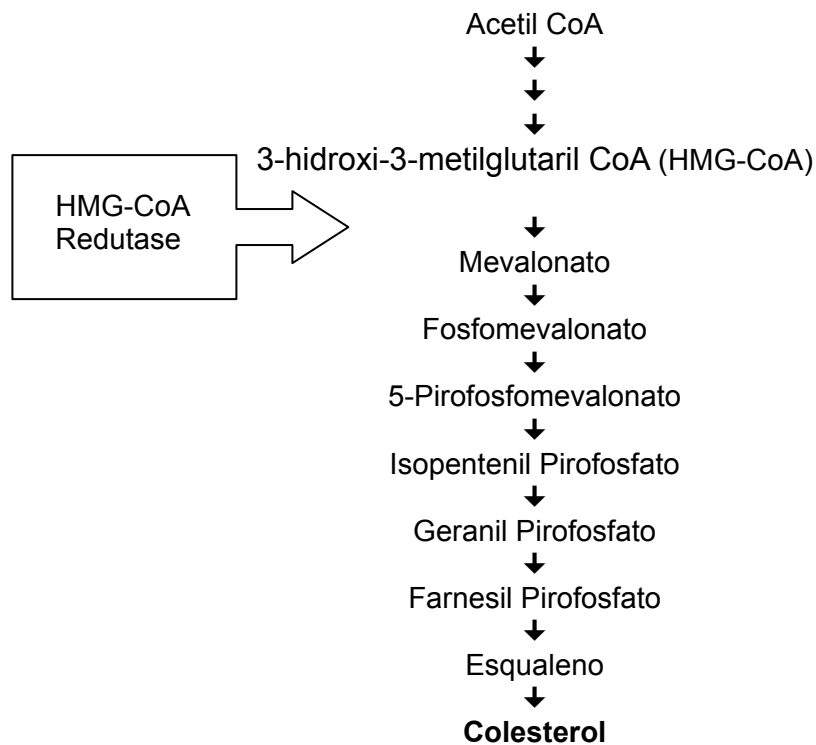 Acetil CoA
3-hidroxi-3-metilglutaril CoA (HMG-CoA)
HMG-CoA
Redutase
Mevalonato
Fosfomevalonato
5-Pirofosfomevalonato
Isopentenil Pirofosfato
Geranil Pirofosfato
Farnesil Pirofosfato
Esqualeno
Colesterol